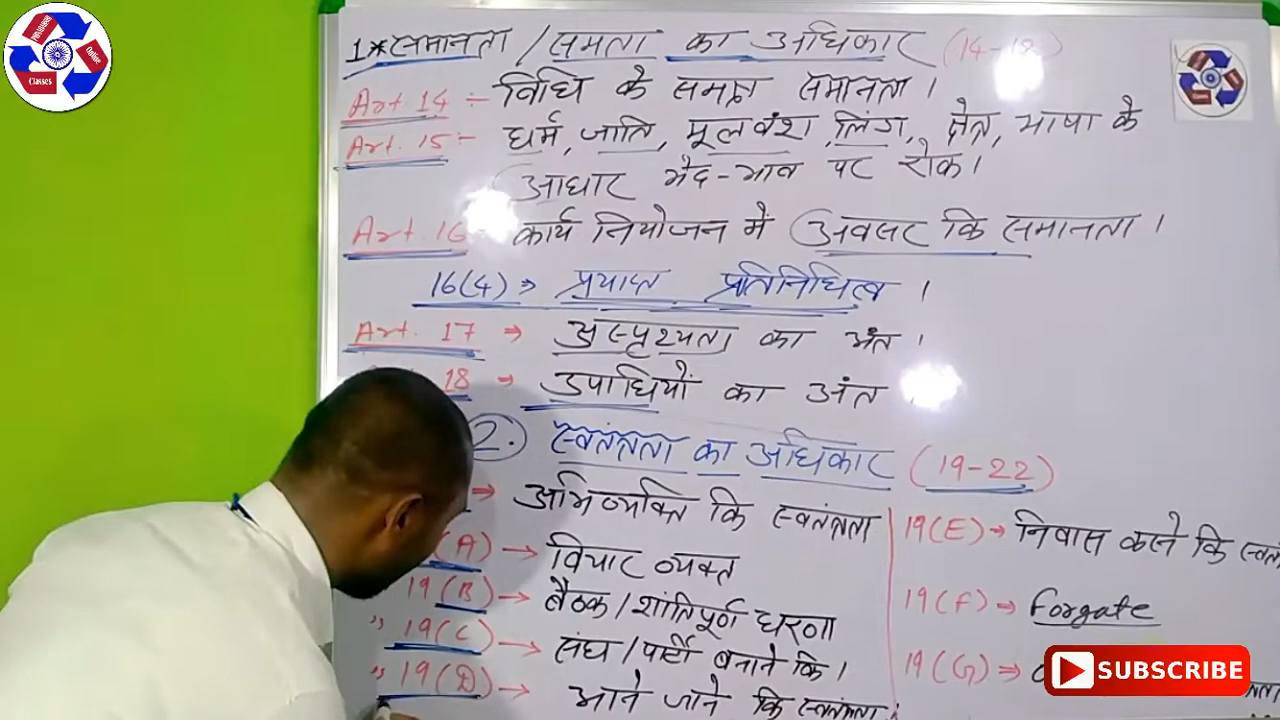 1*समानता / समता का अधिकार (14-18)
Art. 14 :- विधि के समक्ष समानता।
Art. 15 :- धर्म, जाति, मूलवंश, लिंग, क्षेत्र, भाषा के
आधार भेद-भाव पर रोक।
Art. 16 कार्य नियोजन में अवसर कि समानता।
16(4) ⇒ प्रयाप्त प्रतिनिधित्व।
Art. 17 ⇒ अस्पृश्यता का अंत।
18 → उपाधियों का अंत
2. स्वतंत्रता का अधिकार (19-22)
⇒ अभिव्यक्ति कि स्वतंत्रता
(A) → विचार व्यक्त
19(B) → बैठक/शांतिपूर्ण धरना
" 19(C) → संघ/पार्टी बनाने कि।
" 19(D) → आने जाने कि स्वतंत्रता
19(E) → निवास करने कि
19(F) → Forgate
19(G) →
SUBSCRIBE
Online
Classes